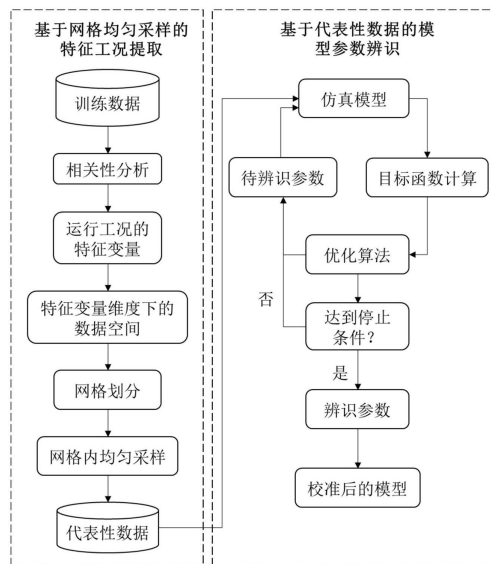 基于网格均匀采样的
特征工况提取
训练数据
相关性分析
运行工况的
特征变量
特征变量维度下的
数据空间
网格划分
网格内均匀采样
代表性数据
基于代表性数据的模
型参数辨识
仿真模型
待辨识参数
目标函数计算
优化算法
否
达到停止
条件？
是
辨识参数
校准后的模型